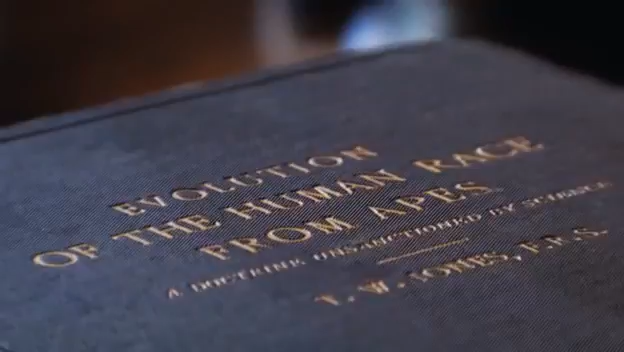 EVOLUTION
OF THE HUMAN RACE
FROM APES
A DOCTRINE UNSANCTIONED BY SCIENCE
T. W. JONES, F.R.S.